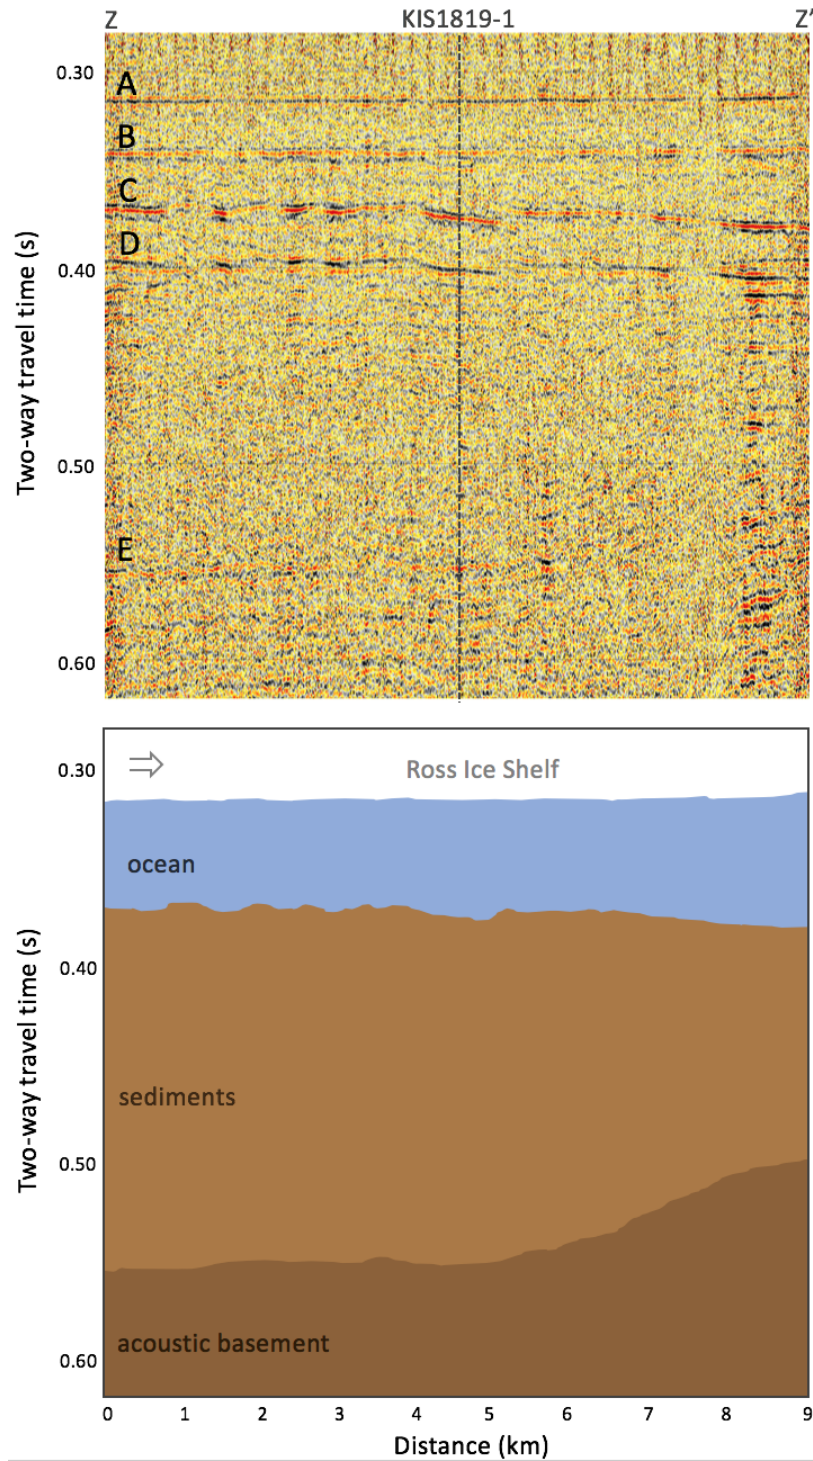 Z KIS1819-1 Z'
0.30
A
B
C
D
0.40
Two-way travel time (s)
0.50
E
0.60
0.30
Ross Ice Shelf
ocean
0.40
Two-way travel time (s)
sediments
0.50
acoustic basement
0.60
0 1 2 3 4 5 6 7 8 9
Distance (km)